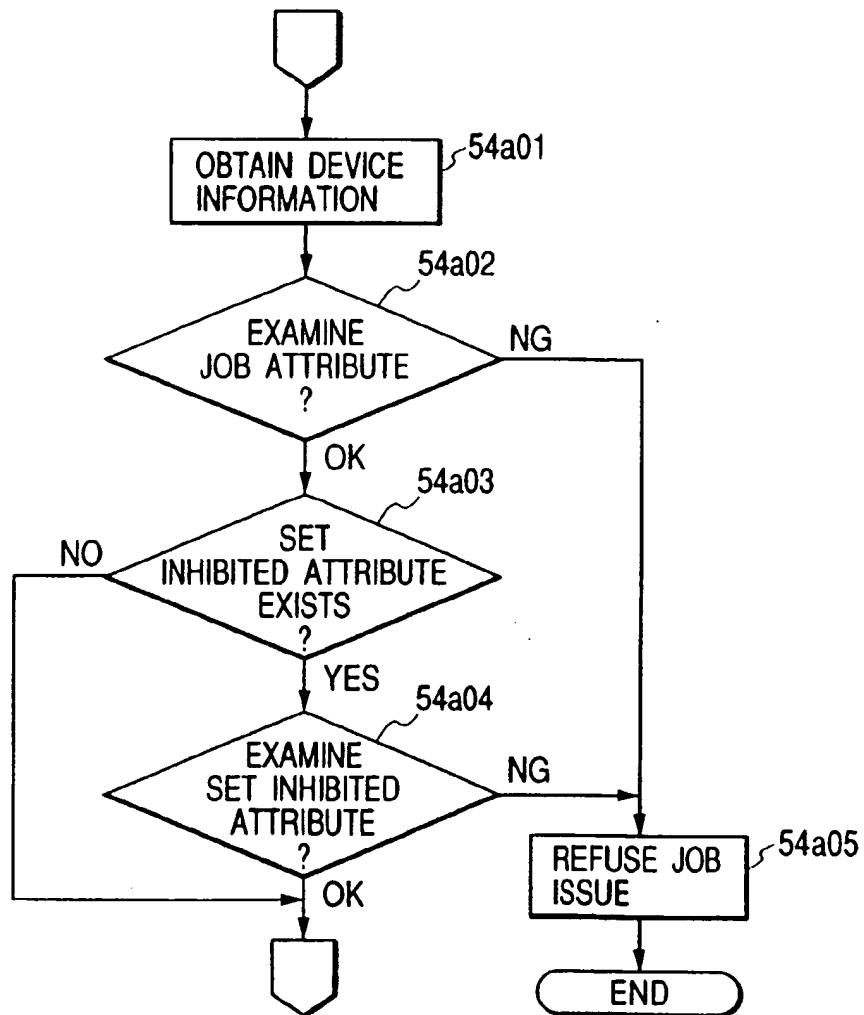 54a01
OBTAIN DEVICE
INFORMATION
54a02
EXAMINE
JOB ATTRIBUTE
?
NG
OK
54a03
SET
INHIBITED ATTRIBUTE
EXISTS
?
NO
YES
54a04
EXAMINE
SET INHIBITED
ATTRIBUTE
?
NG
OK
54a05
REFUSE JOB
ISSUE
END